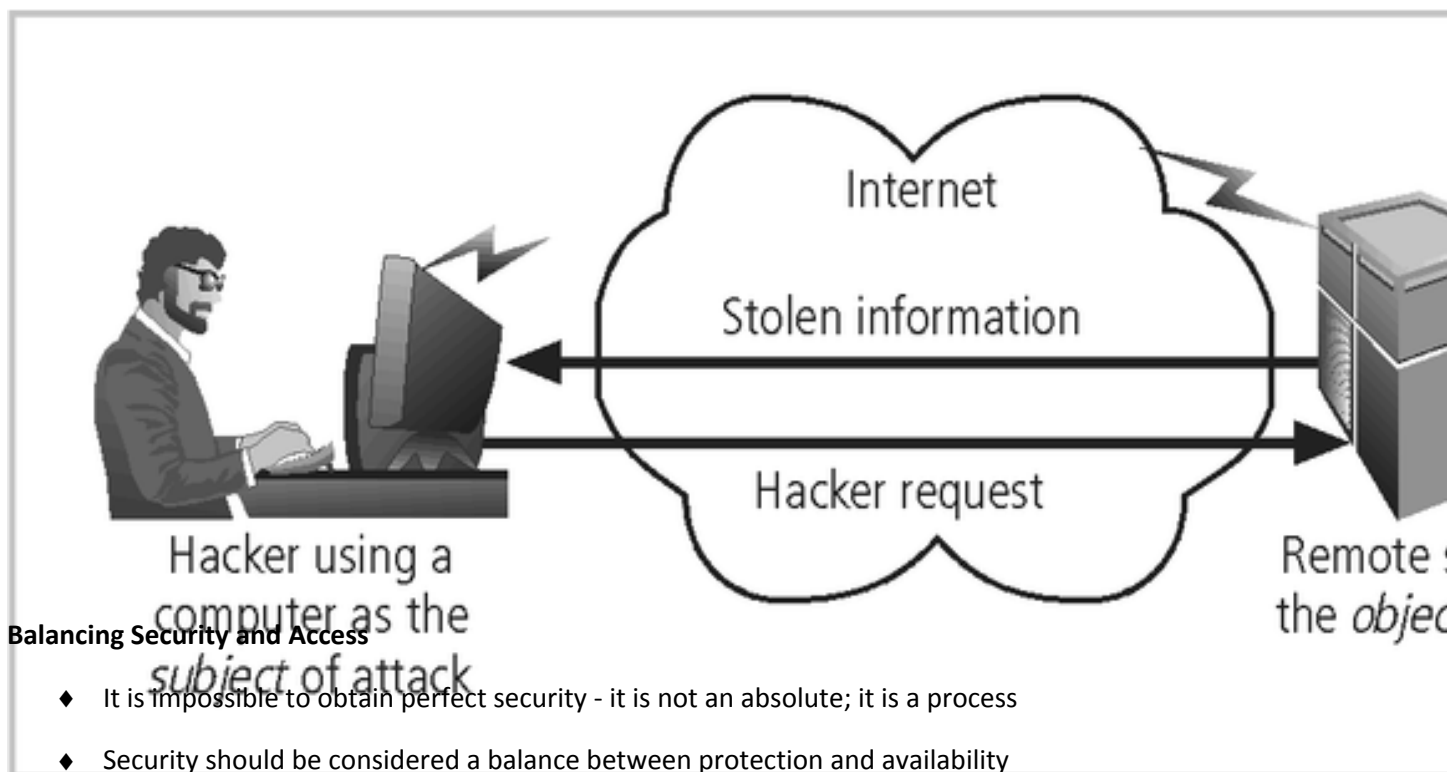 Internet
Stolen information
Hacker request
Hacker using a
computer as the
subject of attack
Remote
the
Balancing Security and Access
♦ It is impossible to obtain perfect security - it is not an absolute; it is a process
♦ Security should be considered a balance between protection and availability